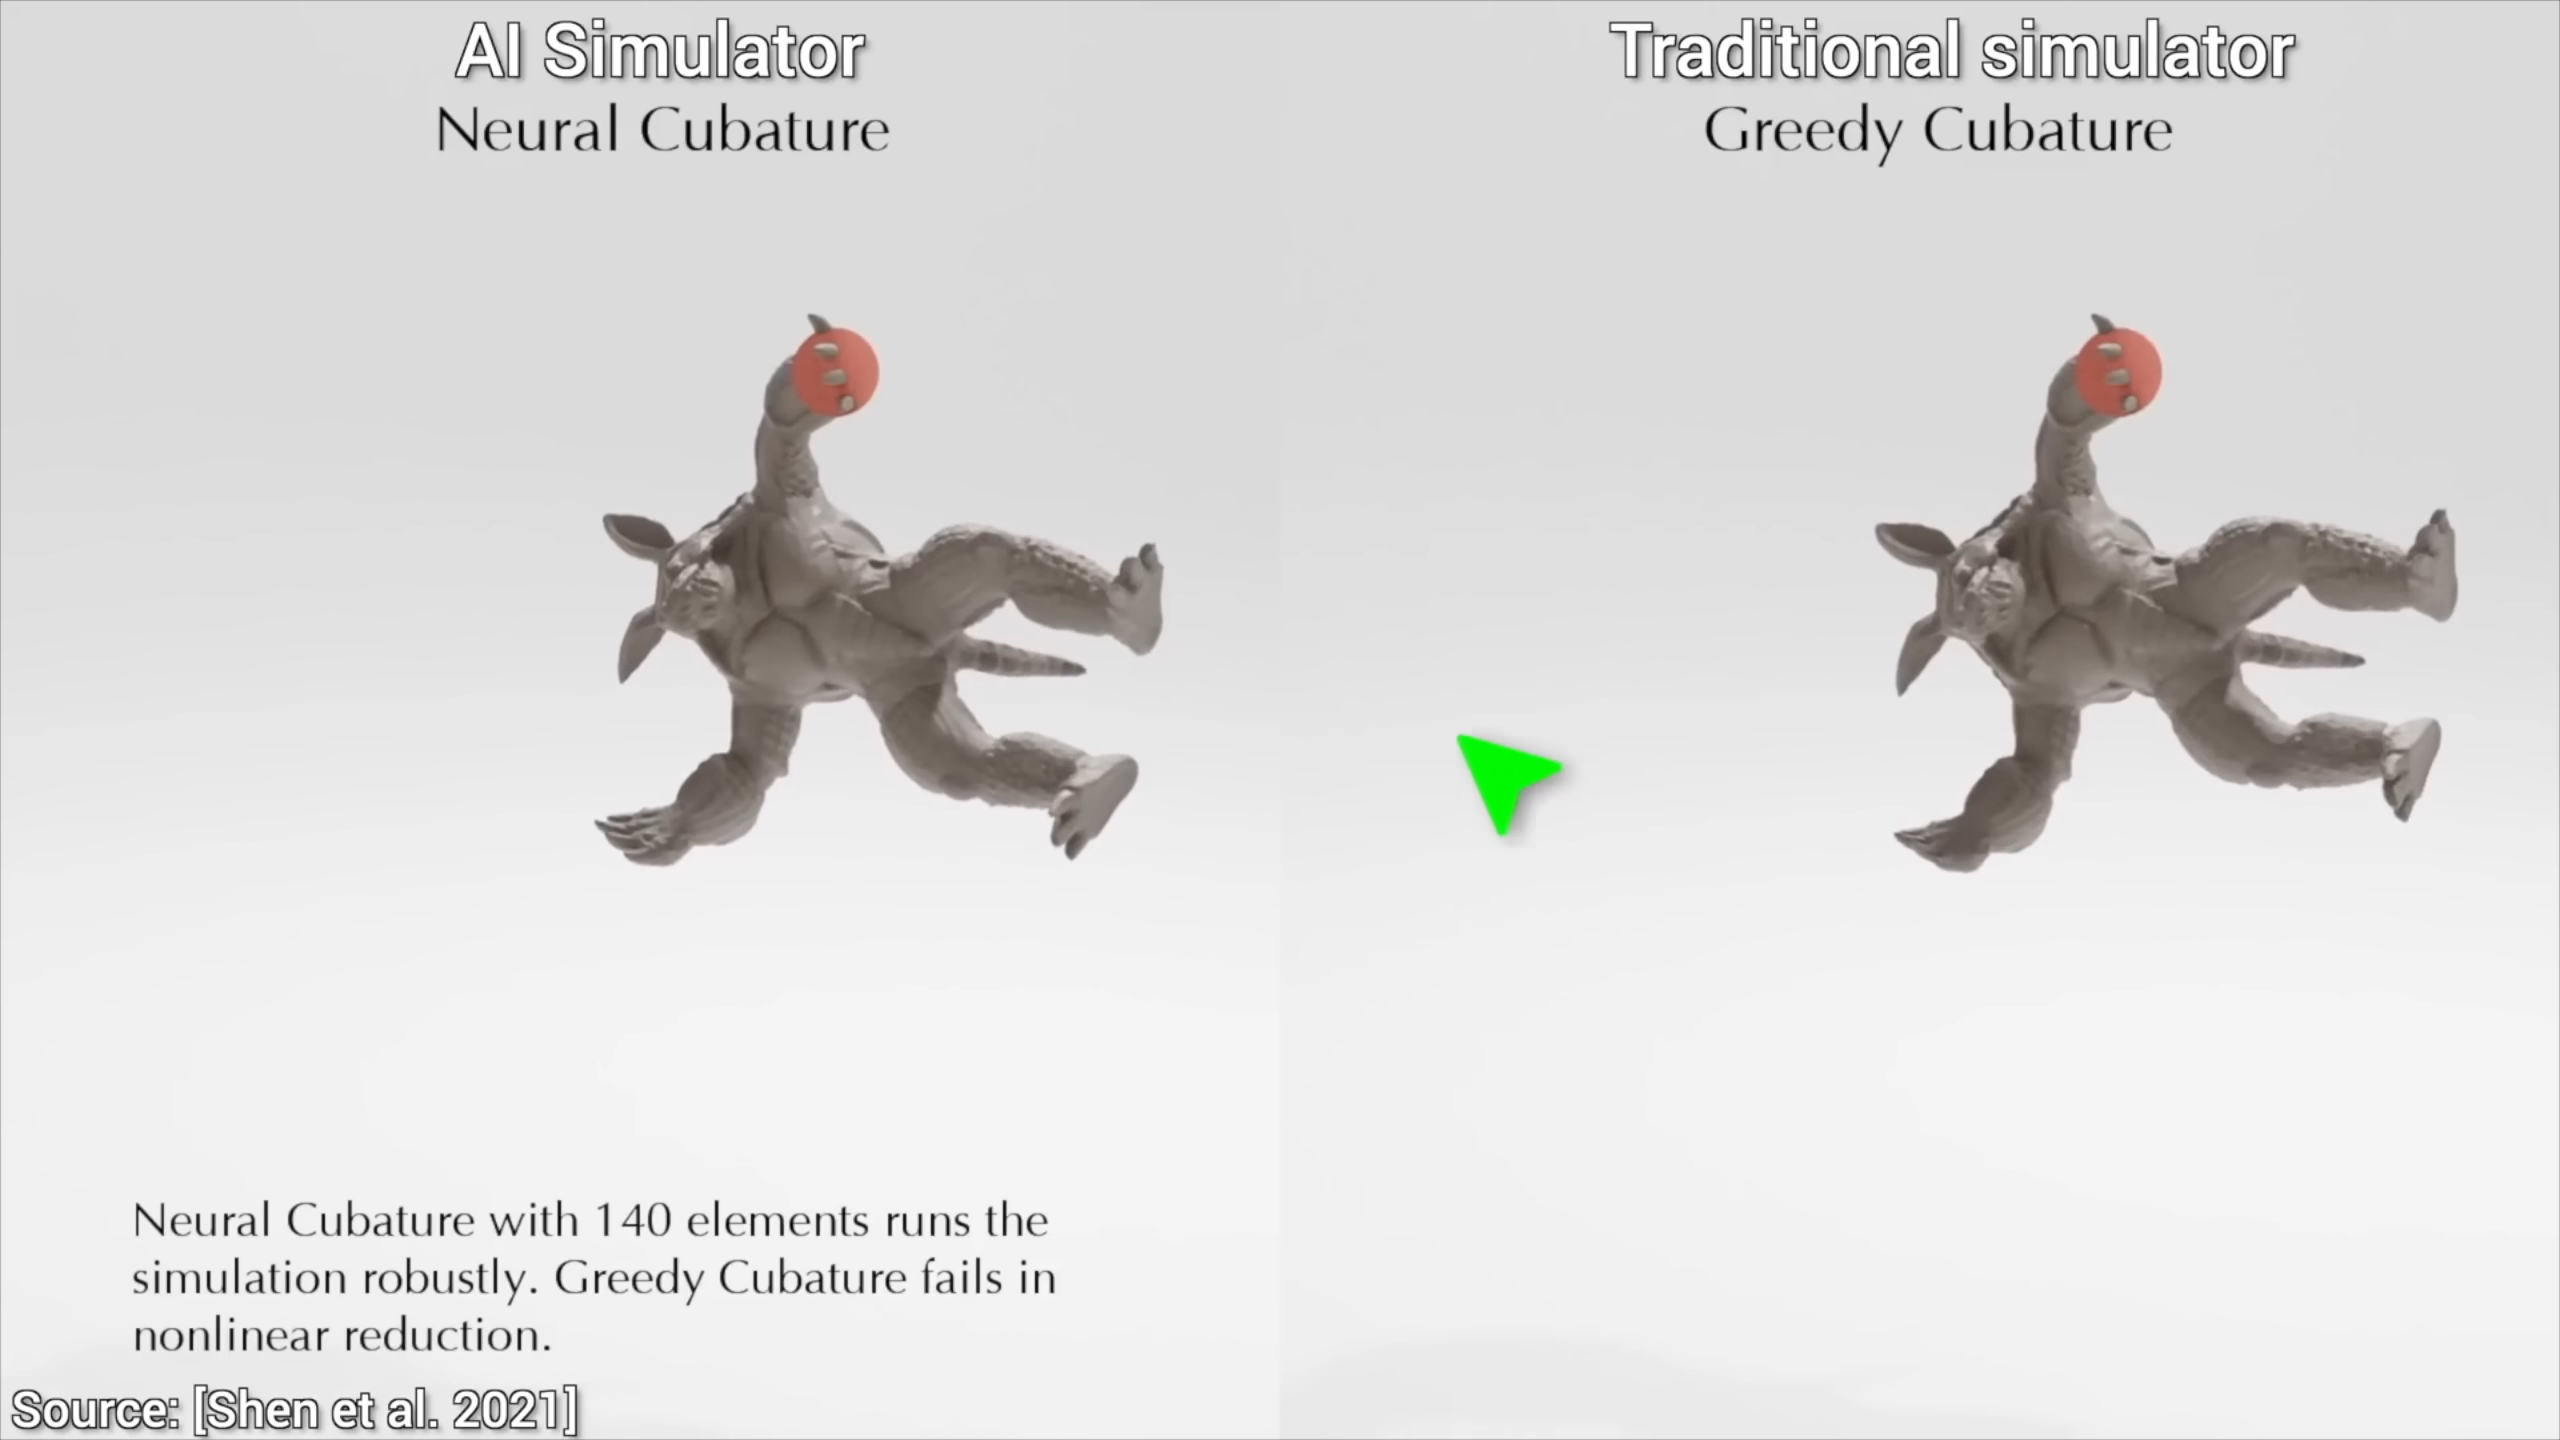 AI Simulator
Neural Cubature
Traditional simulator
Greedy Cubature
Neural Cubature with 140 elements runs the
simulation robustly. Greedy Cubature fails in
nonlinear reduction.
Source: [Shen et al. 2021]